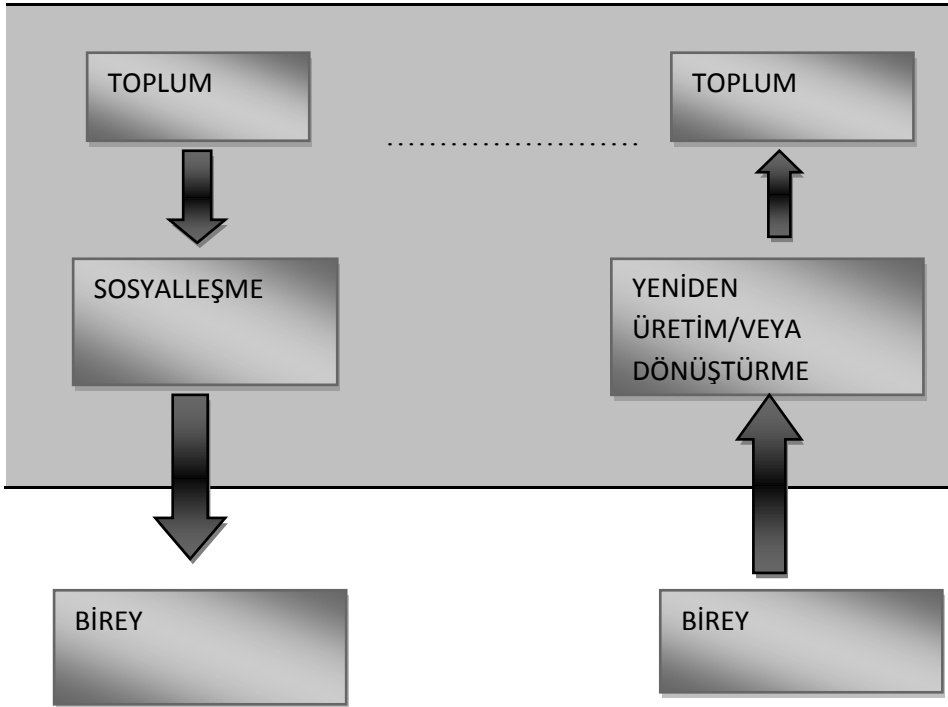 TOPLUM
TOPLUM
SOSYALLEŞME
YENİDEN
ÜRETİM/VEYA
DÖNÜŞTÜRME
BİREY
BİREY